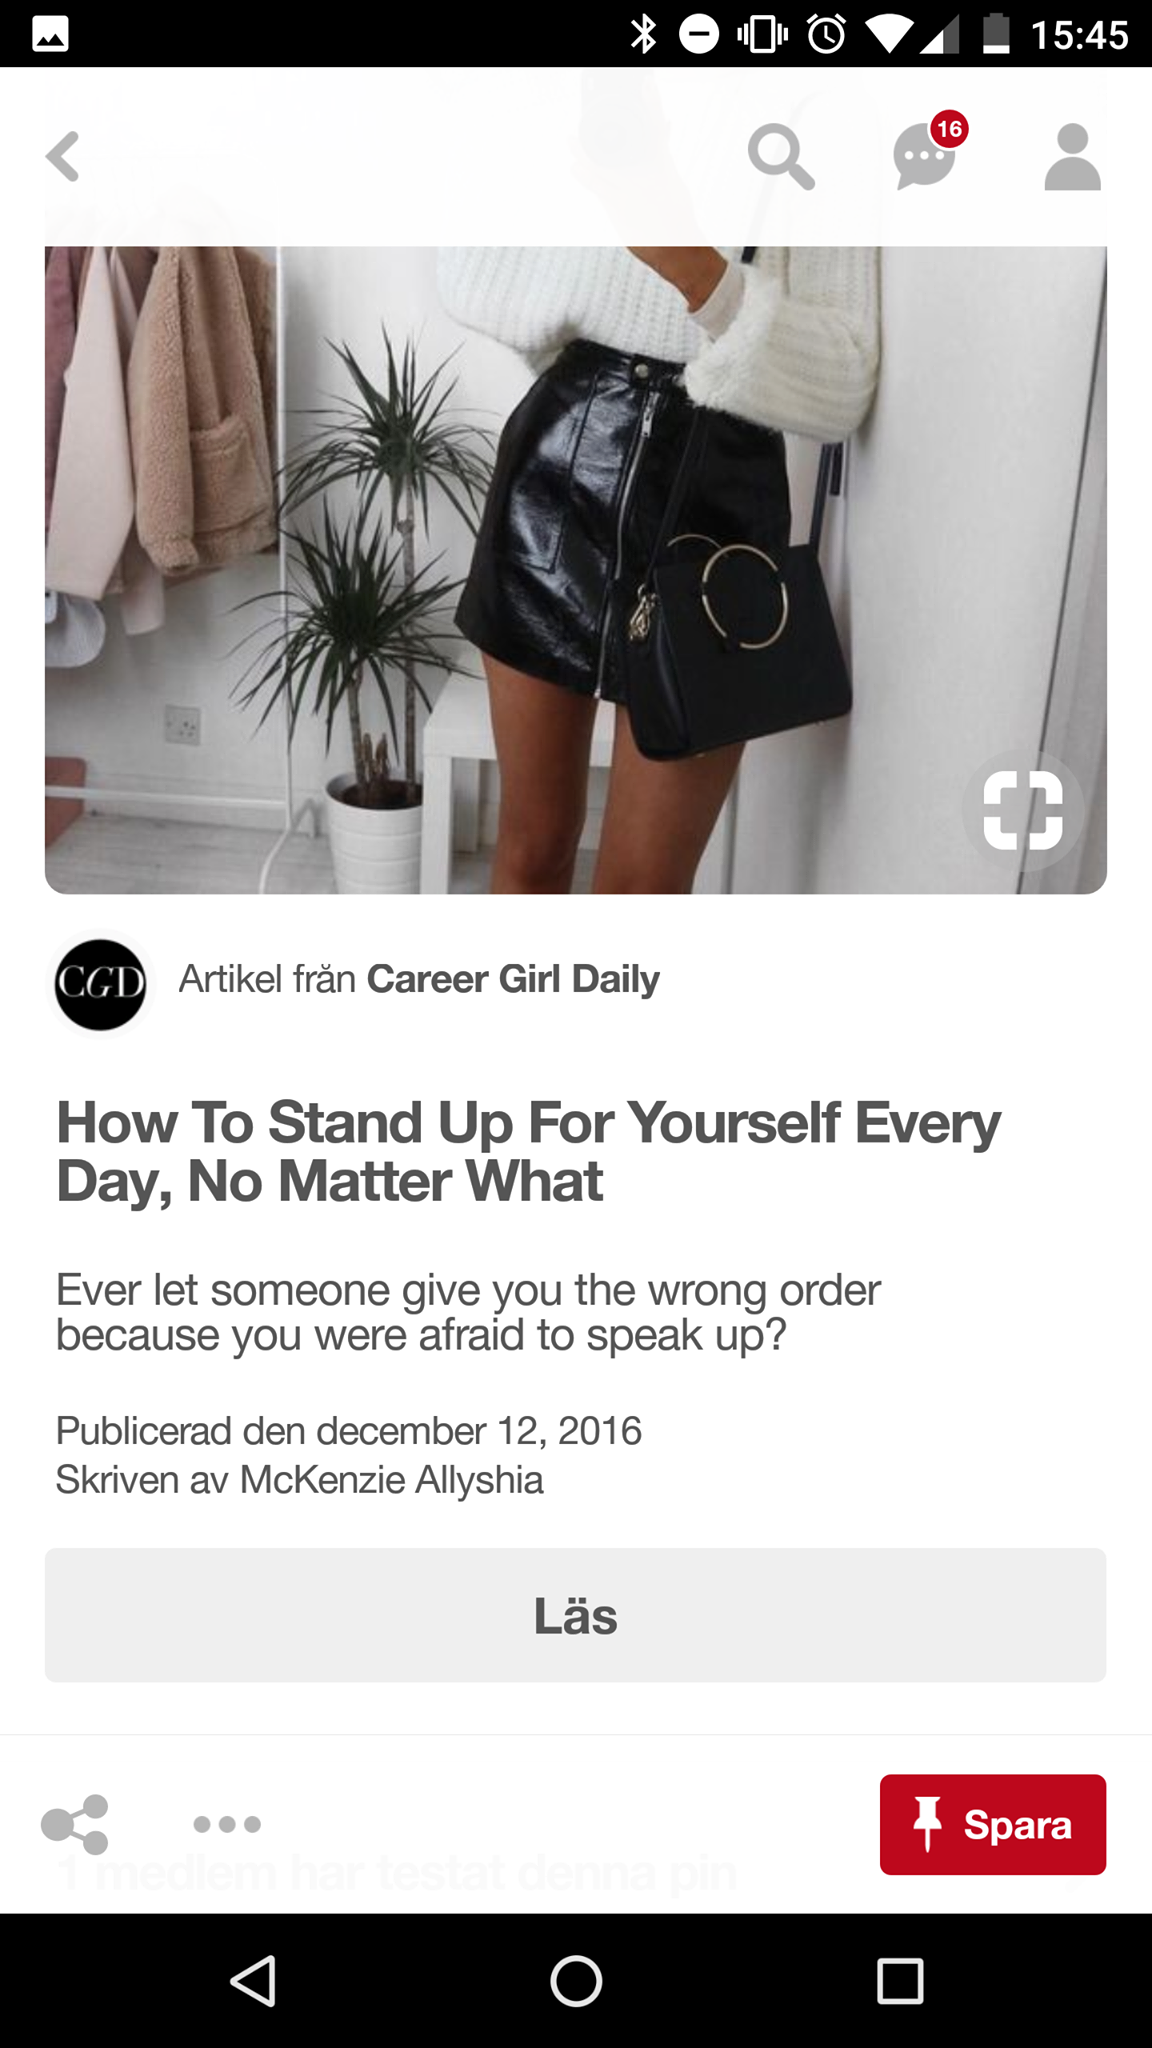 15:45
16
CGD
Artikel från Career Girl Daily
How To Stand Up For Yourself Every
Day, No Matter What
Ever let someone give you the wrong order
because you were afraid to speak up?
Publicerad den december 12, 2016
Skriven av McKenzie Allyshia
Läs
Spara
1 medlem har testat denna pin